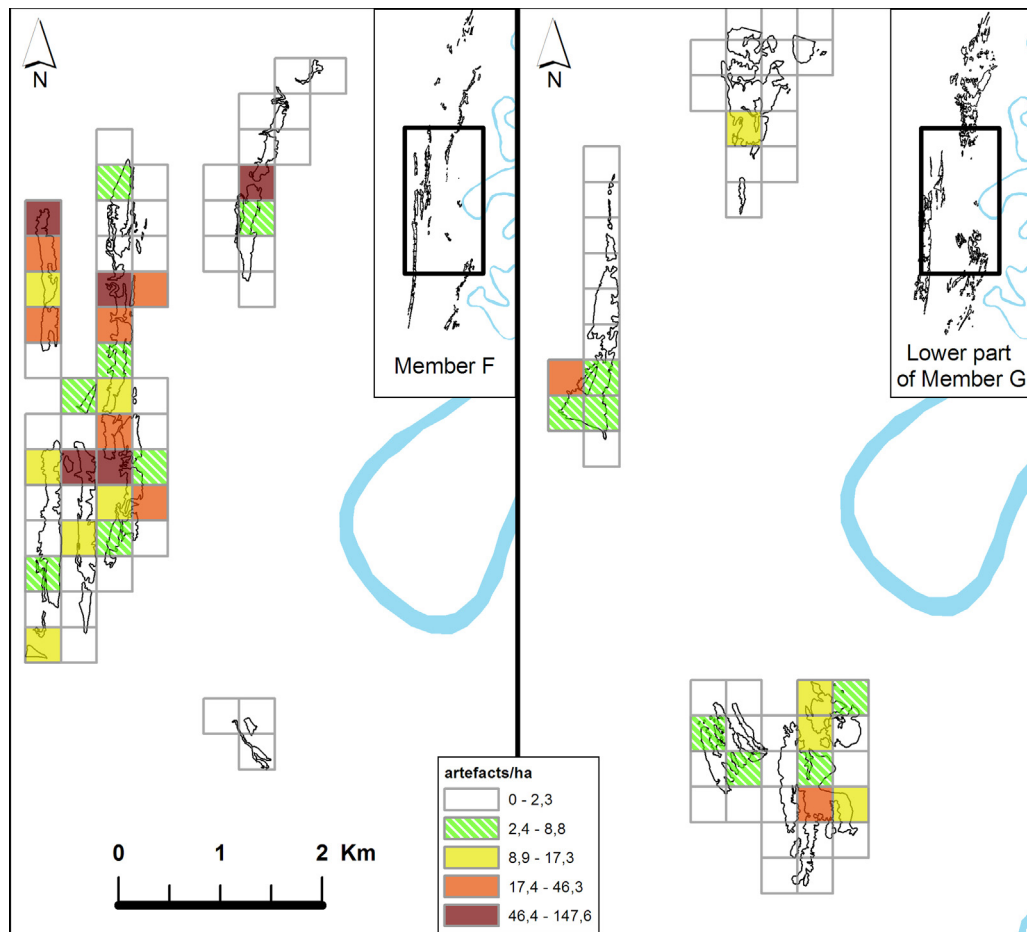 N
Member F
N
Lower part
of Member G
artefacts/ha
0 - 2,3
2,4 - 8,8
8,9 - 17,3
17,4 - 46,3
46,4 - 147,6
0 1 2 Km